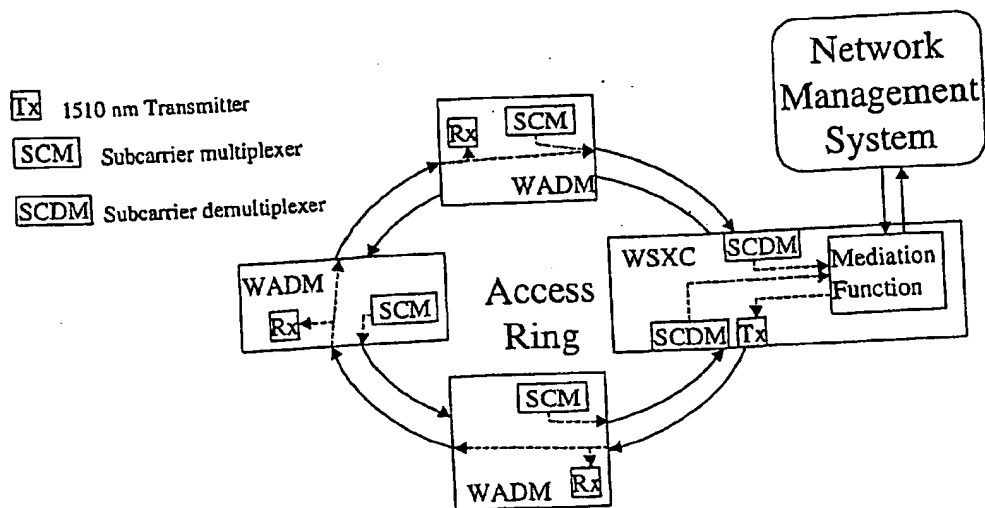 Network
Management
System
Tx 1510 nm Transmitter
SCM Subcarrier multiplexer
SCDM Subcarrier demultiplexer
Rx
SCM
WADM
WADM
Rx
SCM
Access
Ring
WSXC
SCDM
Mediation
Function
SCDM
Tx
SCM
WADM
Rx